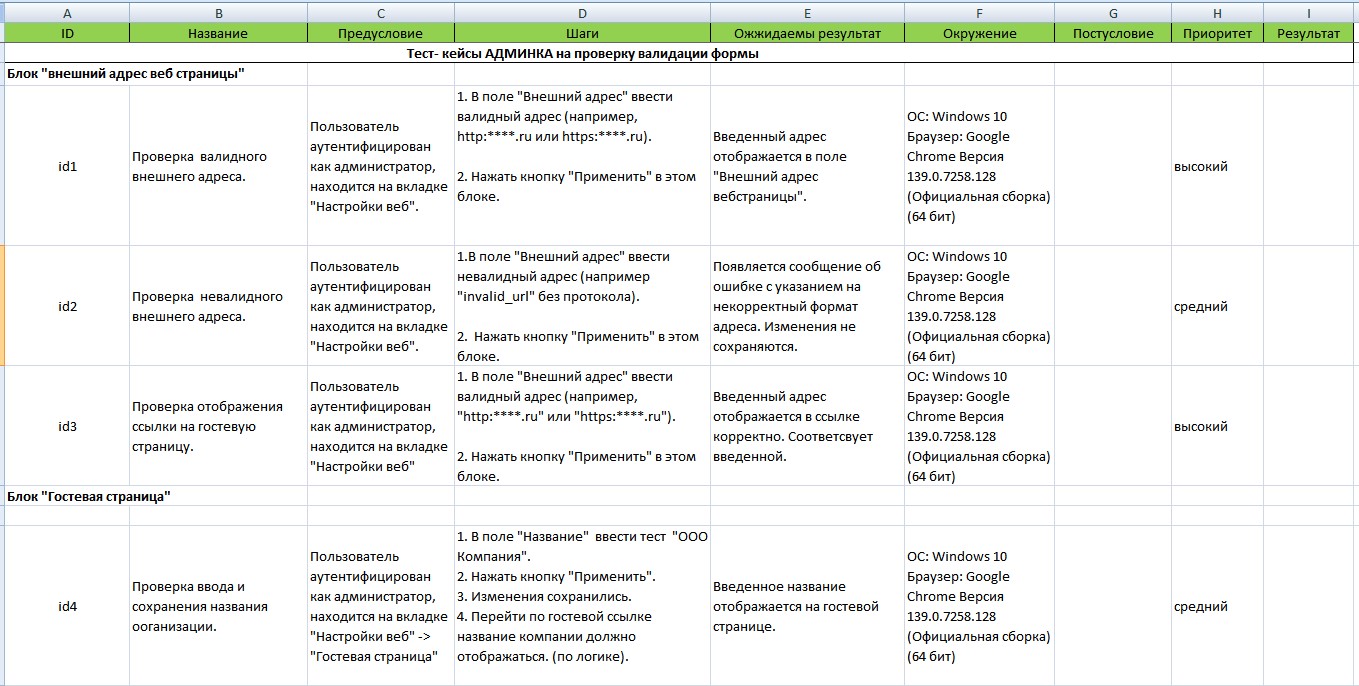 A B C D E F G H I
ID Название Предусловие Шаги Ожжидаемы результат Окружение Постусловие Приоритет Результат
Тест- кейсы АДМИНКА на проверку валидации формы
Блок "внешний адрес веб страницы"
id1
Проверка валидного
внешнего адреса.
Пользователь
аутентифицирован
как администратор,
находится на вкладке
"Настройки веб".
1. В поле "Внешний адрес" ввести
валидный адрес (например,
http:****.ru или https:****.ru).
2. Нажать кнопку "Применить" в этом
блоке.
Введенный адрес
отображается в поле
"Внешний адрес
вебстраницы".
ОС: Windows 10
Браузер: Google
Chrome Версия
139.0.7258.128
(Официальная сборка)
(64 бит)
высокий
id2
Проверка невалидного
внешнего адреса.
Пользователь
аутентифицирован
как администратор,
находится на вкладке
"Настройки веб".
1.В поле "Внешний адрес" ввести
невалидный адрес (например
"invalid_url" без протокола).
2. Нажать кнопку "Применить" в этом
блоке.
Появляется сообщение об
ошибке с указанием на
некорректный формат
адреса. Изменения не
сохраняются.
ОС: Windows 10
Браузер: Google
Chrome Версия
139.0.7258.128
(Официальная сборка)
(64 бит)
средний
id3
Проверка отображения
ссылки на гостевую
страницу.
Пользователь
аутентифицирован
как администратор,
находится на вкладке
"Настройки веб"
1. В поле "Внешний адрес" ввести
валидный адрес (например,
"http:****.ru" или "https:****.ru").
2. Нажать кнопку "Применить" в этом
блоке.
Введенный адрес
отображается в ссылке
корректно. Соответсвует
введенной.
ОС: Windows 10
Браузер: Google
Chrome Версия
139.0.7258.128
(Официальная сборка)
(64 бит)
высокий
Блок "Гостевая страница"
id4
Проверка ввода и
сохранения названия
ооганизации.
Пользователь
аутентифицирован
как администратор,
находится на вкладке
"Настройки веб" ->
"Гостевая страница"
1. В поле "Название" ввести тест "ООО
Компания".
2. Нажать кнопку "Применить".
3. Изменения сохранились.
4. Перейти по гостевой ссылке
название компании должно
отображаться. (по логике).
Введенное название
отображается на гостевой
странице.
ОС: Windows 10
Браузер: Google
Chrome Версия
139.0.7258.128
(Официальная сборка)
(64 бит)
средний